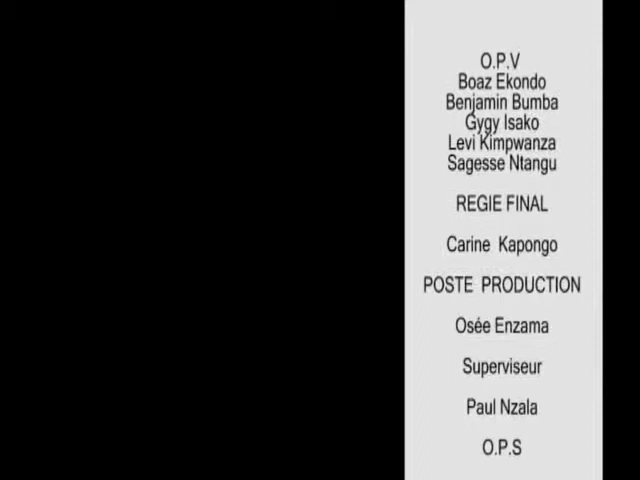 O.P.V
Boaz Ekondo
Benjamin Bumba
Gygy Isako
Levi Kimpwanza
Sagesse Ntangu
REGIE FINAL
Carine Kapongo
POSTE PRODUCTION
Osée Enzama
Superviseur
Paul Nzala
O.P.S